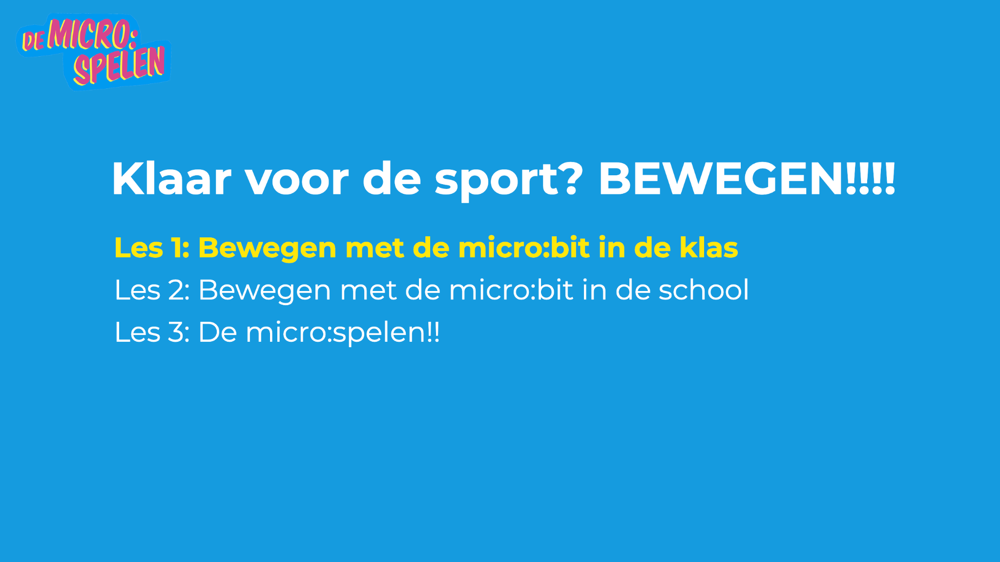 DE MICRO:
SPELEN
Klaar voor de sport? BEWEGEN!!!!
Les 1: Bewegen met de micro:bit in de klas
Les 2: Bewegen met de micro:bit in de school
Les 3: De micro:spelen!!